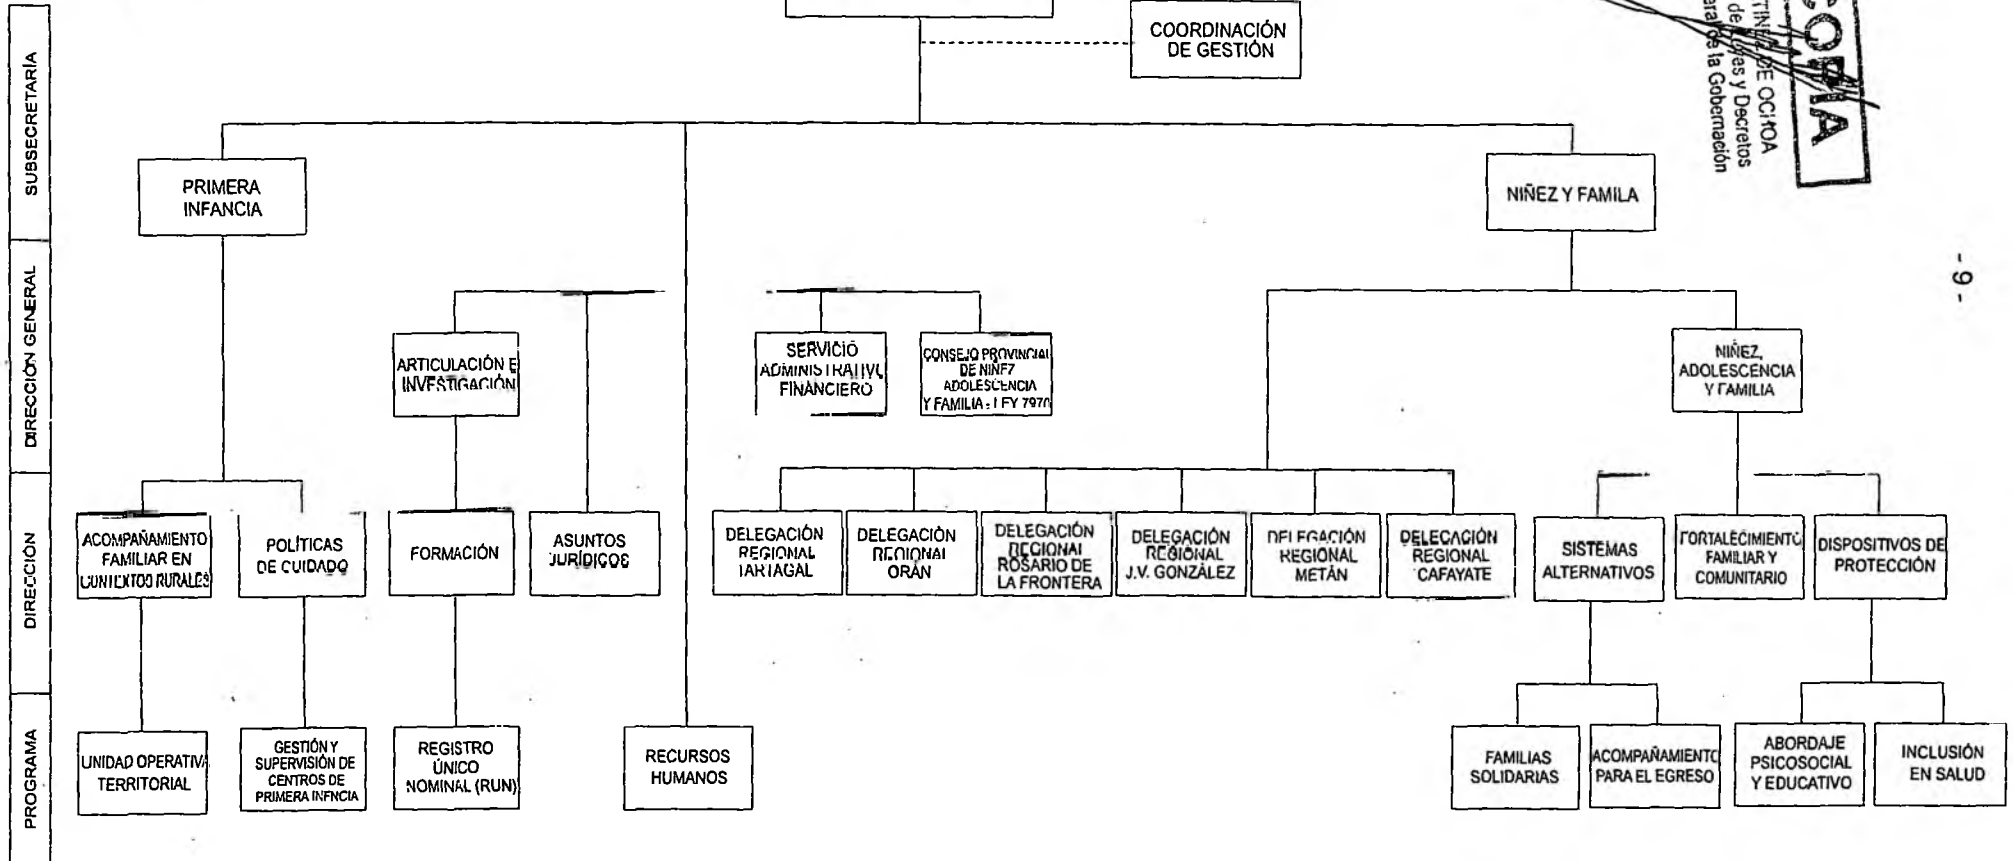 COORDINACIÓN
DE GESTIÓN
COPIA
DE OCHOA
de Leyes y Decretos
de la Gobernación
SUBSECRETARÍA
PRIMERA
INFANCIA
NIÑEZ Y FAMILA
- 9 -
DIRECCIÓN GENERAL
ARTICULACIÓN E
INVESTIGACIÓN
SERVICIO
ADMINISTRATIVO
FINANCIERO
CONSEJO PROVINCIAL
DE NIÑEZ
ADOLESCENCIA
Y FAMILIA - LEY 7970
NIÑEZ,
ADOLESCENCIA
Y FAMILIA
DIRECCIÓN
ACOMPAÑAMIENTO
FAMILIAR EN
CONTEXTOS RURALES
POLÍTICAS
DE CUIDADO
FORMACIÓN
ASUNTOS
JURÍDICOS
DELEGACIÓN
REGIONAL
TARTAGAL
DELEGACIÓN
REGIONAL
ORÁN
DELEGACIÓN
REGIONAL
ROSARIO DE
LA FRONTERA
DELEGACIÓN
REGIONAL
J.V. GONZÁLEZ
DELEGACIÓN
REGIONAL
METÁN
DELEGACIÓN
REGIONAL
CAFAYATE
SISTEMAS
ALTERNATIVOS
FORTALECIMIENTO
FAMILIAR Y
COMUNITARIO
DISPOSITIVOS DE
PROTECCIÓN
PROGRAMA
UNIDAD OPERATIVA
TERRITORIAL
GESTIÓN Y
SUPERVISIÓN DE
CENTROS DE
PRIMERA INFNCIA
REGISTRO
ÚNICO
NOMINAL (RUN)
RECURSOS
HUMANOS
FAMILIAS
SOLIDARIAS
ACOMPAÑAMIENTO
PARA EL EGRESO
ABORDAJE
PSICOSOCIAL
Y EDUCATIVO
INCLUSIÓN
EN SALUD